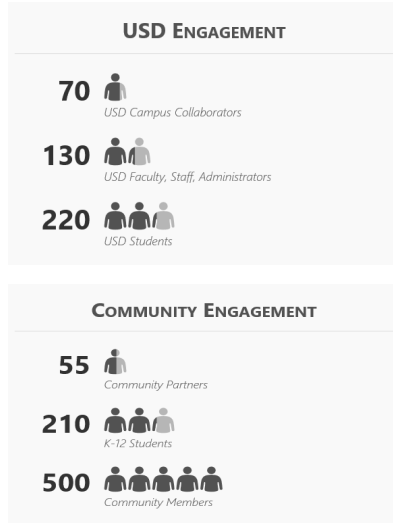 USD ENGAGEMENT
70
USD Campus Collaborators
130
USD Faculty, Staff, Administrators
220
USD Students
COMMUNITY ENGAGEMENT
55
Community Partners
210
K-12 Students
500
Community Members